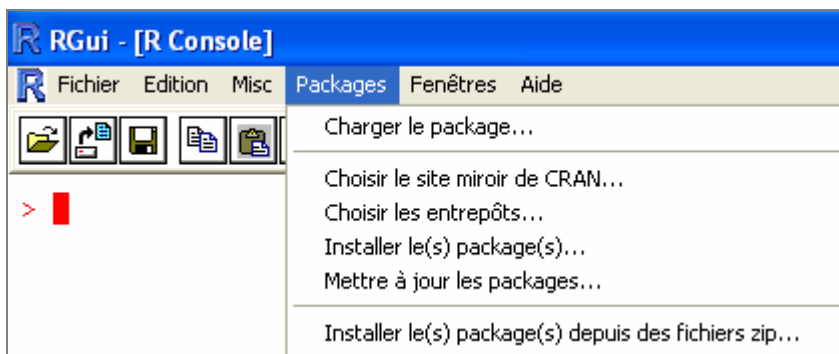 RGui - [R Console]
Fichier Edition Misc Packages Fenêtres Aide
Charger le package...
Choisir le site miroir de CRAN...
Choisir les entrepôts...
Installer le(s) package(s)...
Mettre à jour les packages...
Installer le(s) package(s) depuis des fichiers zip...
>